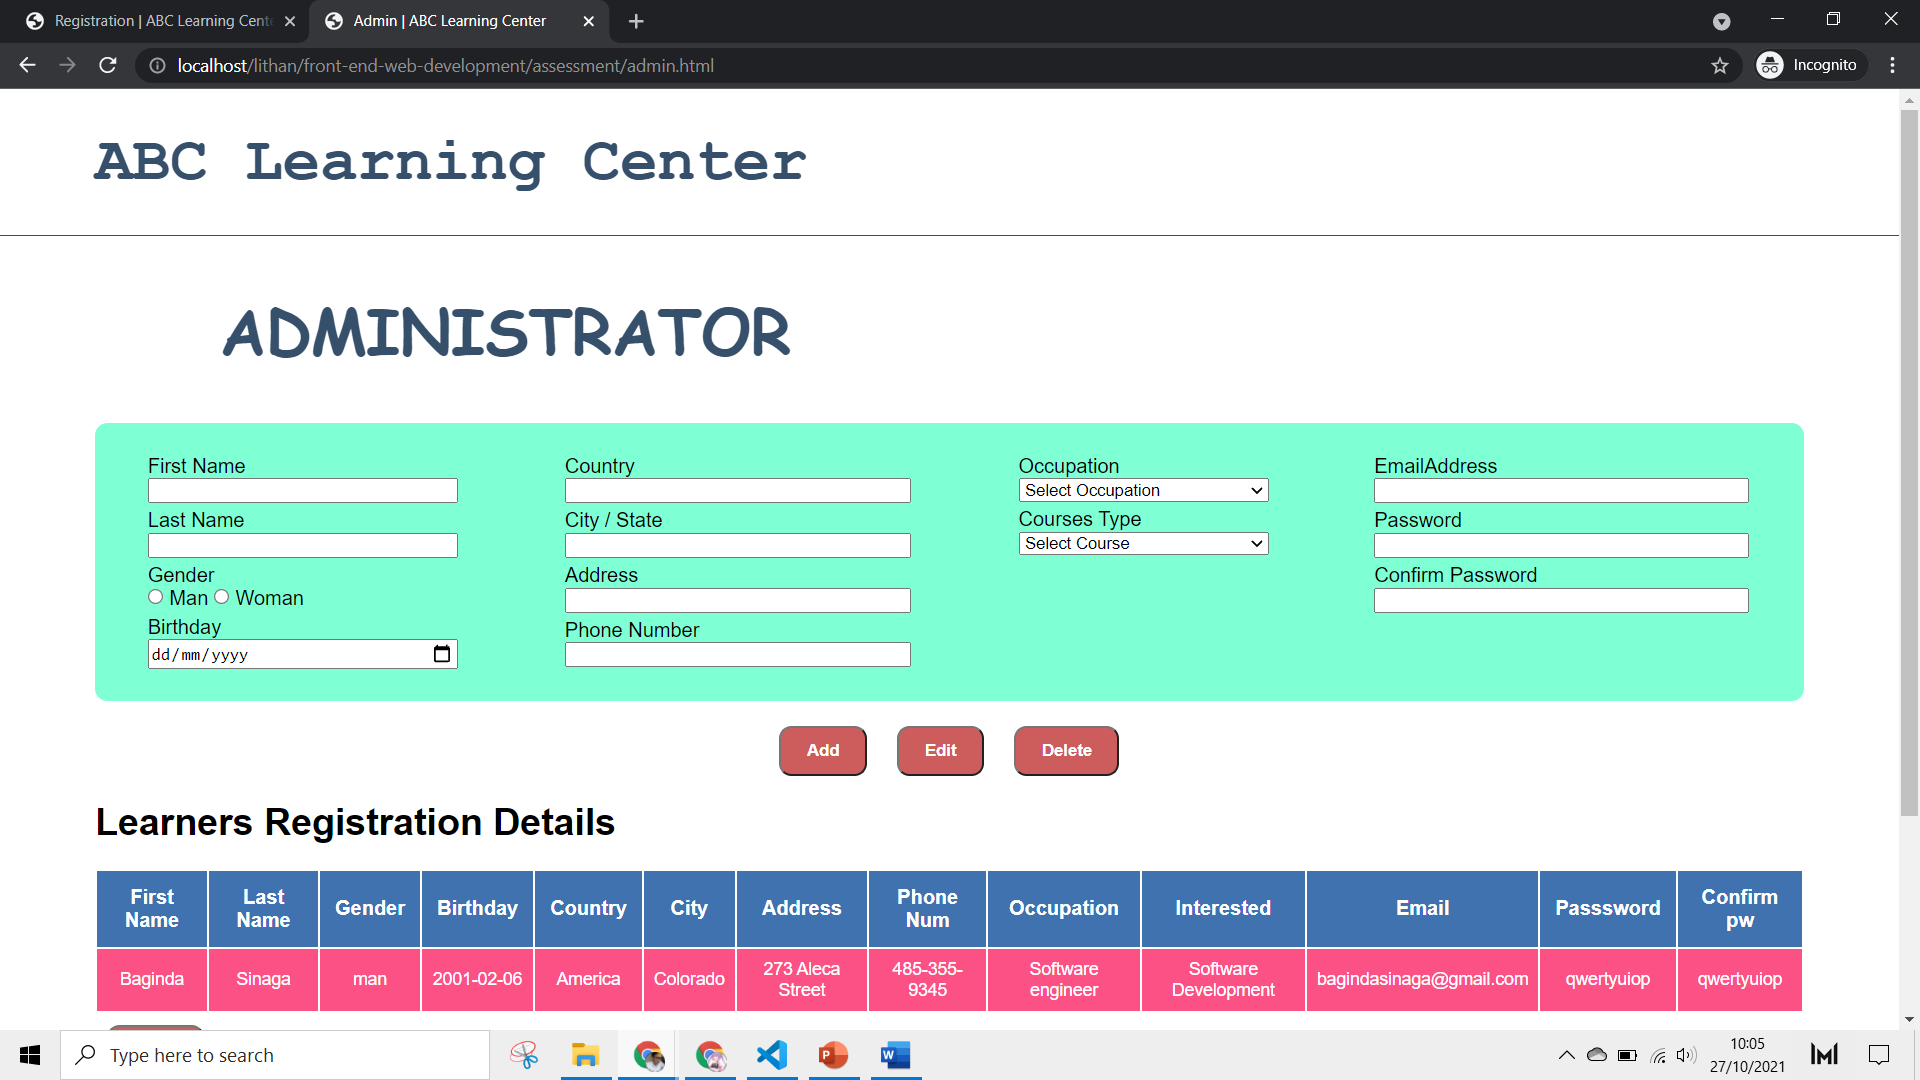 Registration | ABC Learning Cente
Admin | ABC Learning Center
localhost/lithan/front-end-web-development/assessment/admin.html
Incognito
ABC Learning Center
ADMINISTRATOR
First Name
Country
Occupation
EmailAddress
Select Occupation
Last Name
City / State
Courses Type
Password
Select Course
Gender
Address
Confirm Password
Man Woman
Birthday
Phone Number
dd/mm/yyyy
Add Edit Delete
Learners Registration Details
First Name Last Name Gender Birthday Country City Address Phone Num Occupation Interested Email Passsword Confirm pw
Baginda Sinaga man 2001-02-06 America Colorado 273 Aleca Street 485-355-9345 Software engineer Software Development bagindasinaga@gmail.com qwertyuiop qwertyuiop
Type here to search
10:05
27/10/2021